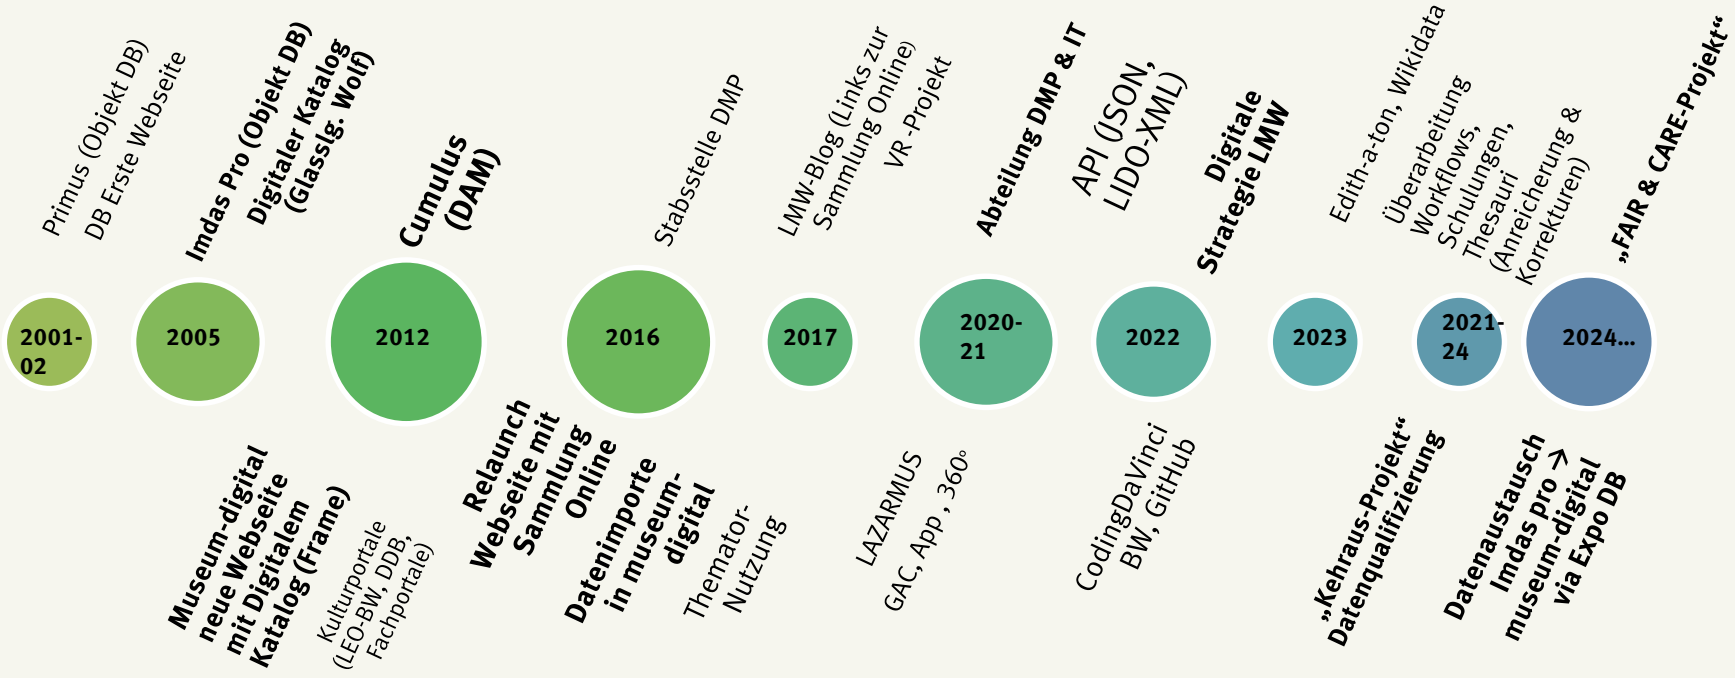 Primus (Objekt DB)
DB Erste Webseite
Imdas Pro (Objekt DB)
Digitaler Katalog
(Glasslg. Wolf)
Cumulus
(DAM)
Stabsstelle DMP
LMW-Blog (Links zur
Sammlung Online)
VR -Projekt
Abteilung DMP & IT
API (JSON,
LIDO-XML)
Digitale
Strategie LMW
Edith-a-ton, Wikidata
Überarbeitung
Workflows,
Schulungen,
Thesauri
(Anreicherung &
Korrekturen)
„FAIR & CARE-Projekt“
2001-
02
2005
2012
2016
2017
2020-
21
2022
2023
2021-
24
2024...
Museum-digital
neue Webseite
mit Digitalem
Katalog (Frame)
Kulturportale
(LEO-BW, DDB,
Fachportale)
Relaunch
Webseite mit
Sammlung
Online
Datenimporte
in museum-
digital
Themator-
Nutzung
LAZARMUS
GAC, App , 360°
CodingDaVinci
BW, GitHub
„Kehraus-Projekt“
Datenqualifizierung
Datenaustausch
Imdas pro →
museum-digital
via Expo DB